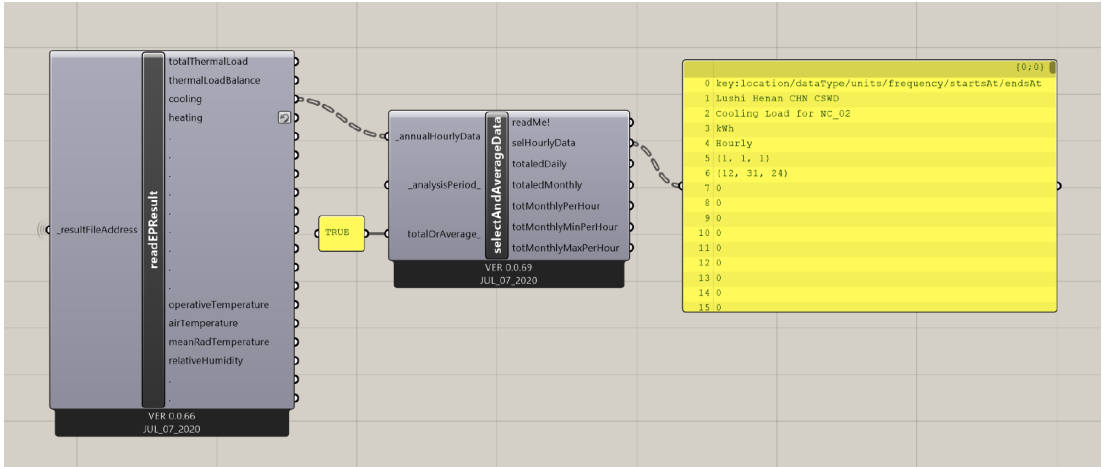 totalThermalLoad
thermalLoadBalance
cooling
heating
.
.
.
.
.
.
.
.
.
operativeTemperature
airTemperature
meanRadTemperature
relativeHumidity
.
.
_resultFileAddress
readEPResult
VER 0.0.66
JUL_07_2020
TRUE
_annualHourlyData
_analysisPeriod_
totalOrAverage_
selectAndAverageData
readMe!
selHourlyData
totaledDaily
totaledMonthly
totMonthlyPerHour
totMonthlyMinPerHour
totMonthlyMaxPerHour
VER 0.0.69
JUL_07_2020
{0;0}
0 key:location/dataType/units/frequency/startsAt/endsAt
1 Lushi Henan CHN CSWD
2 Cooling Load for NC_02
3 kWh
4 Hourly
5 (1, 1, 1)
6 (12, 31, 24)
7 0
8 0
9 0
10 0
11 0
12 0
13 0
14 0
15 0